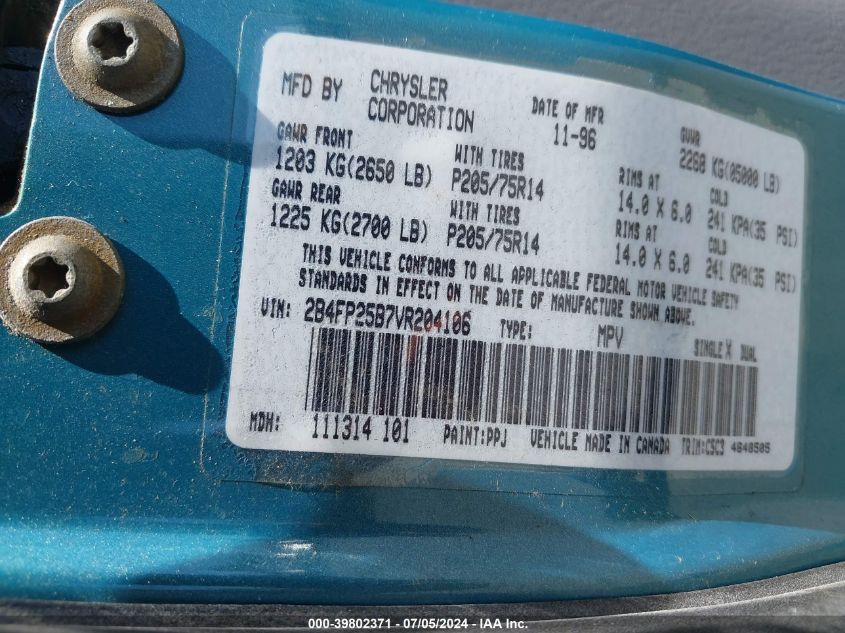 MFD BY CHRYSLER CORPORATION
DATE OF MFR 11-96
GVWR 2268 KG(05000 LB)
GAWR FRONT 1203 KG(2650 LB)
WITH TIRES P205/75R14
RIMS AT 14.0 X 6.0
COLD 241 KPA(35 PSI)
GAWR REAR 1225 KG(2700 LB)
WITH TIRES P205/75R14
RIMS AT 14.0 X 6.0
COLD 241 KPA(35 PSI)
THIS VEHICLE CONFORMS TO ALL APPLICABLE FEDERAL MOTOR VEHICLE SAFETY
STANDARDS IN EFFECT ON THE DATE OF MANUFACTURE SHOWN ABOVE.
VIN: 2B4FP25B7VR204106 TYPE: MPV SINGLE X DUAL
MDH: 111314 101 PAINT:PPJ VEHICLE MADE IN CANADA TRIM:C5C3 4648505
000-39802371 - 07/05/2024 - IAA Inc.